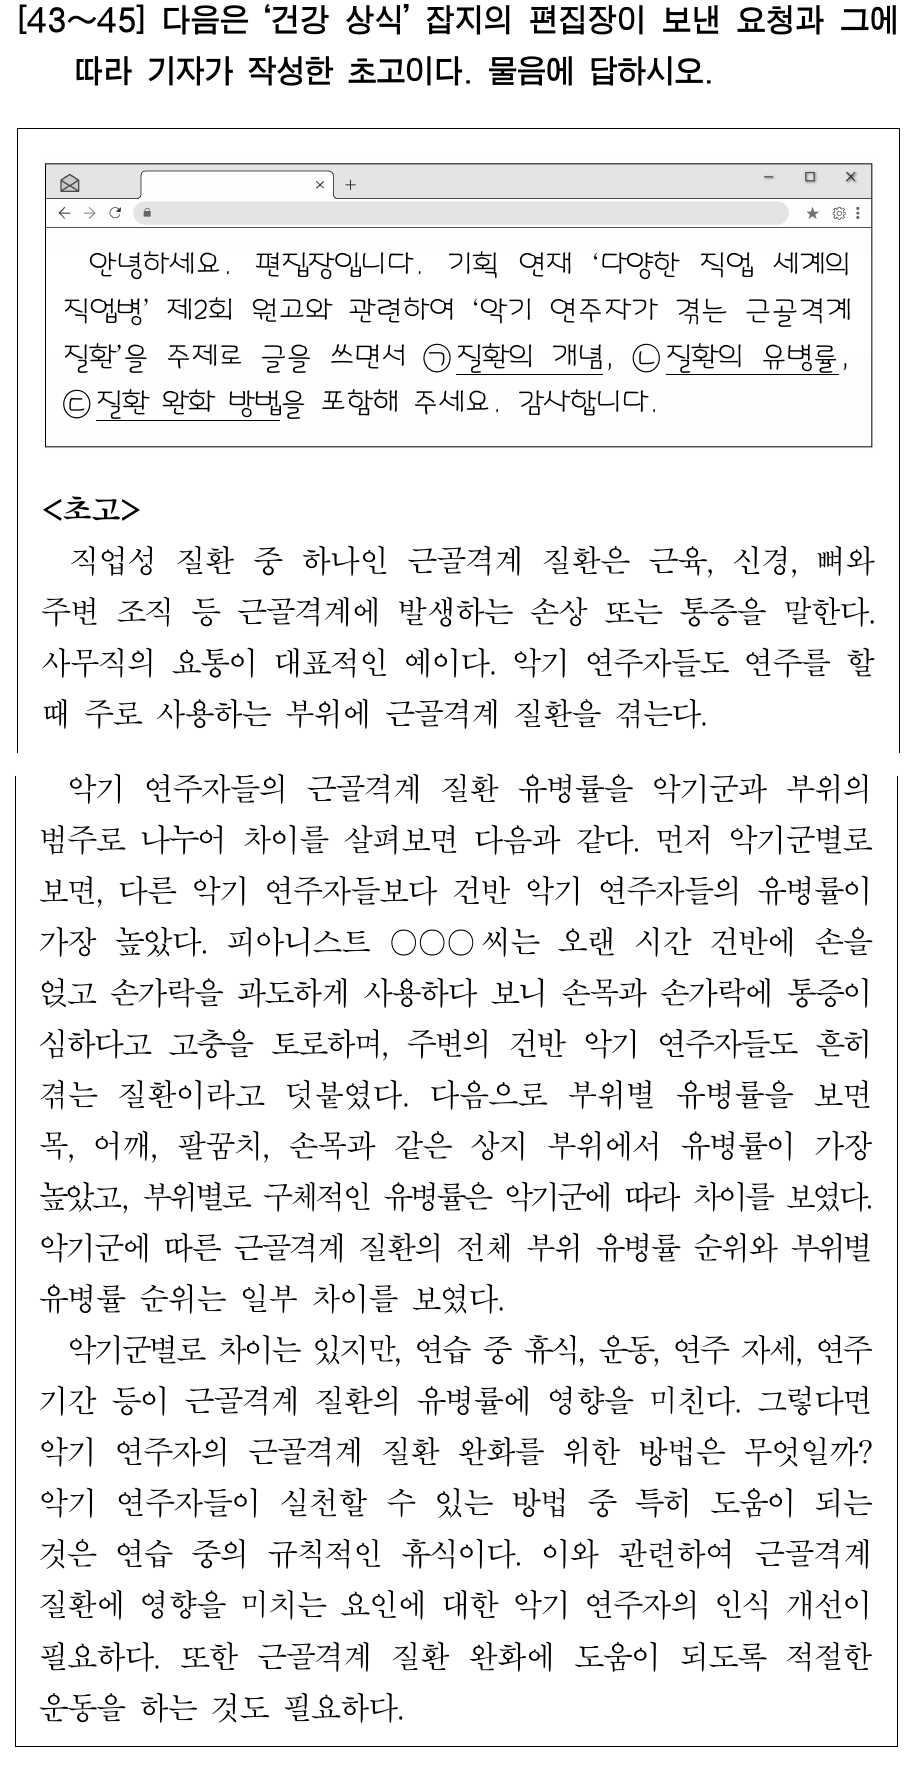 [43～45] 다음은 ‘건강 상식’ 잡지의 편집장이 보낸 요청과 그에
따라 기자가 작성한 초고이다. 물음에 답하시오.
안녕하세요. 편집장입니다. 기획 연재 ‘다양한 직업 세계의
직업병’ 제2회 원고와 관련하여 ‘악기 연주자가 겪는 근골격계
질환’을 주제로 글을 쓰면서 ㉠질환의 개념, ㉡질환의 유병률,
㉢질환 완화 방법을 포함해 주세요. 감사합니다.
<초고>
직업성 질환 중 하나인 근골격계 질환은 근육, 신경, 뼈와
주변 조직 등 근골격계에 발생하는 손상 또는 통증을 말한다.
사무직의 요통이 대표적인 예이다. 악기 연주자들도 연주를 할
때 주로 사용하는 부위에 근골격계 질환을 겪는다.
악기 연주자들의 근골격계 질환 유병률을 악기군과 부위의
범주로 나누어 차이를 살펴보면 다음과 같다. 먼저 악기군별로
보면, 다른 악기 연주자들보다 건반 악기 연주자들의 유병률이
가장 높았다. 피아니스트 ○○○ 씨는 오랜 시간 건반에 손을
얹고 손가락을 과도하게 사용하다 보니 손목과 손가락에 통증이
심하다고 고충을 토로하며, 주변의 건반 악기 연주자들도 흔히
겪는 질환이라고 덧붙였다. 다음으로 부위별 유병률을 보면
목, 어깨, 팔꿈치, 손목과 같은 상지 부위에서 유병률이 가장
높았고, 부위별로 구체적인 유병률은 악기군에 따라 차이를 보였다.
악기군에 따른 근골격계 질환의 전체 부위 유병률 순위와 부위별
유병률 순위는 일부 차이를 보였다.
악기군별로 차이는 있지만, 연습 중 휴식, 운동, 연주 자세, 연주
기간 등이 근골격계 질환의 유병률에 영향을 미친다. 그렇다면
악기 연주자의 근골격계 질환 완화를 위한 방법은 무엇일까?
악기 연주자들이 실천할 수 있는 방법 중 특히 도움이 되는
것은 연습 중의 규칙적인 휴식이다. 이와 관련하여 근골격계
질환에 영향을 미치는 요인에 대한 악기 연주자의 인식 개선이
필요하다. 또한 근골격계 질환 완화에 도움이 되도록 적절한
운동을 하는 것도 필요하다.